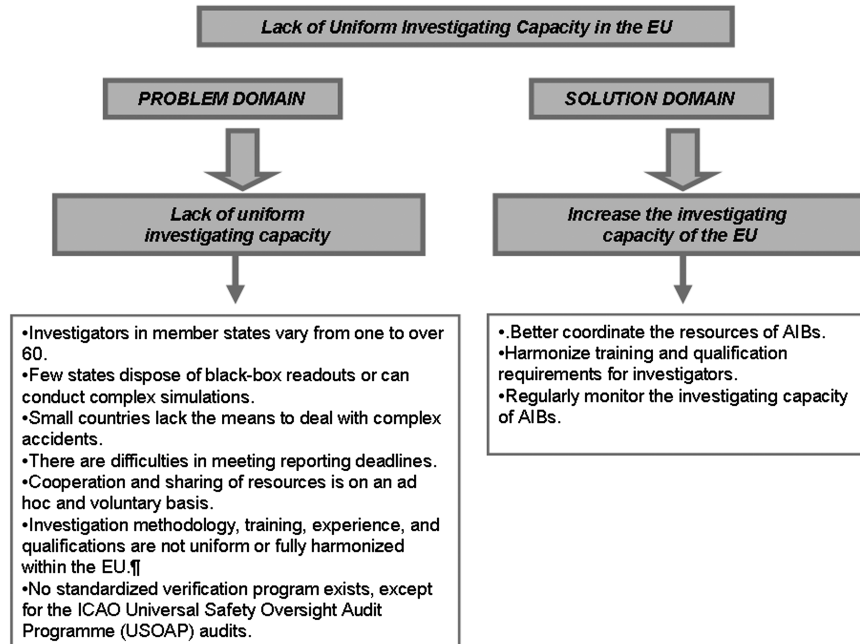 Lack of Uniform Investigating Capacity in the EU
PROBLEM DOMAIN
SOLUTION DOMAIN
Lack of uniform
investigating capacity
Increase the investigating
capacity of the EU
•Investigators in member states vary from one to over
60.
•Few states dispose of black-box readouts or can
conduct complex simulations.
•Small countries lack the means to deal with complex
accidents.
•There are difficulties in meeting reporting deadlines.
•Cooperation and sharing of resources is on an ad
hoc and voluntary basis.
•Investigation methodology, training, experience, and
qualifications are not uniform or fully harmonized
within the EU.¶
•No standardized verification program exists, except
for the ICAO Universal Safety Oversight Audit
Programme (USOAP) audits.
•.Better coordinate the resources of AIBs.
•Harmonize training and qualification
requirements for investigators.
•Regularly monitor the investigating capacity
of AIBs.